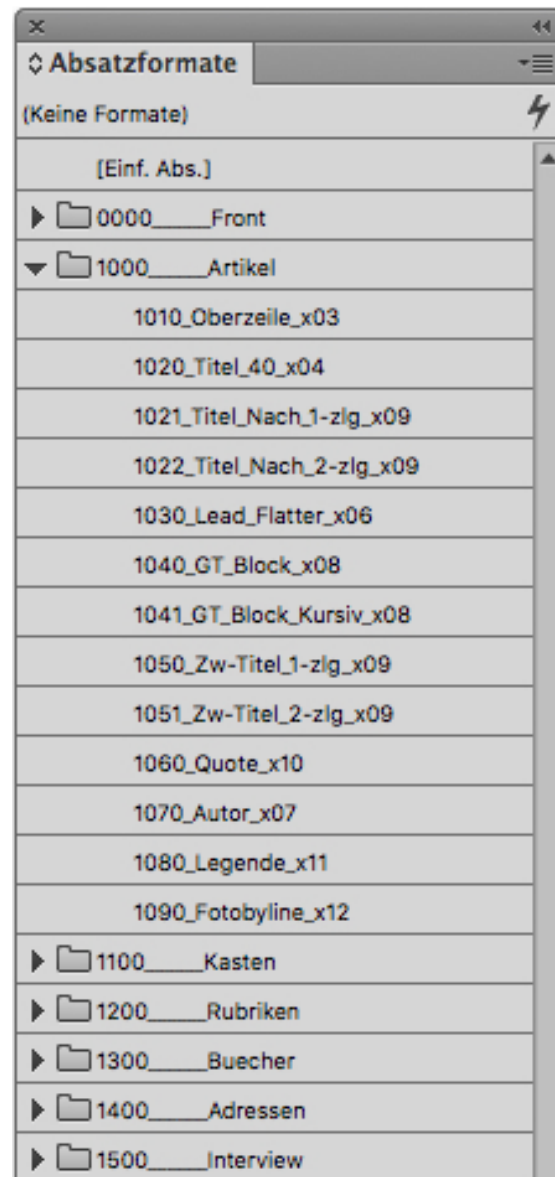 Absatzformate
(Keine Formate)
[Einf. Abs.]
0000_____Front
1000_____Artikel
1010_Oberzeile_x03
1020_Titel_40_x04
1021_Titel_Nach_1-zlg_x09
1022_Titel_Nach_2-zlg_x09
1030_Lead_Flatter_x06
1040_GT_Block_x08
1041_GT_Block_Kursiv_x08
1050_Zw-Titel_1-zlg_x09
1051_Zw-Titel_2-zlg_x09
1060_Quote_x10
1070_Autor_x07
1080_Legende_x11
1090_Fotobyline_x12
1100_____Kasten
1200_____Rubriken
1300_____Buecher
1400_____Adressen
1500_____Interview